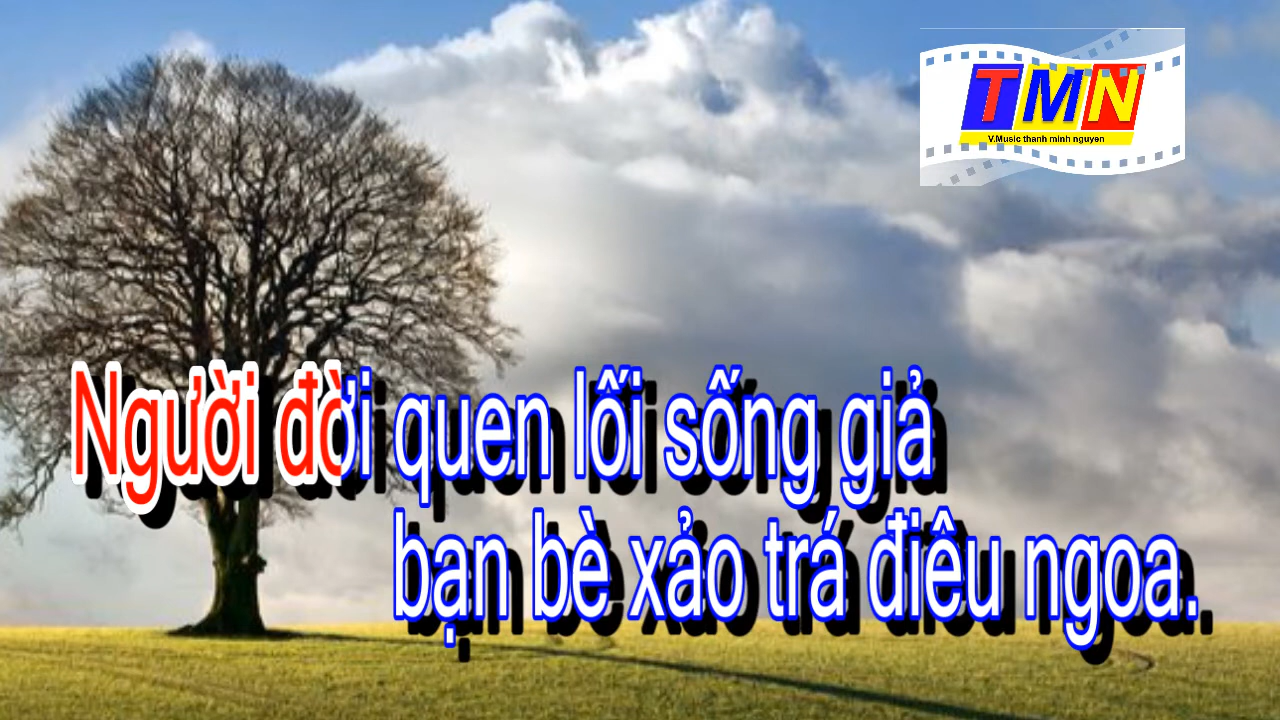 TMN
V.Music thanh minh nguyen
Người đời quen lối sống giả
bạn bè xảo trá điêu ngoa.